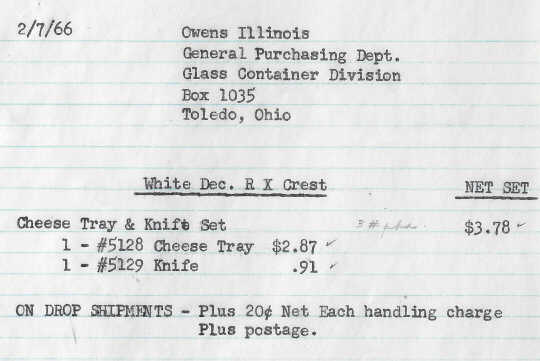 2/7/66 Owens Illinois
General Purchasing Dept.
Glass Container Division
Box 1035
Toledo, Ohio
White Dec. R X Crest NET SET
Cheese Tray & Knife Set 3 # $3.78 ✓
1 - #5128 Cheese Tray $2.87 ✓
1 - #5129 Knife .91 ✓
ON DROP SHIPMENTS - Plus 20¢ Net Each handling charge
Plus postage.